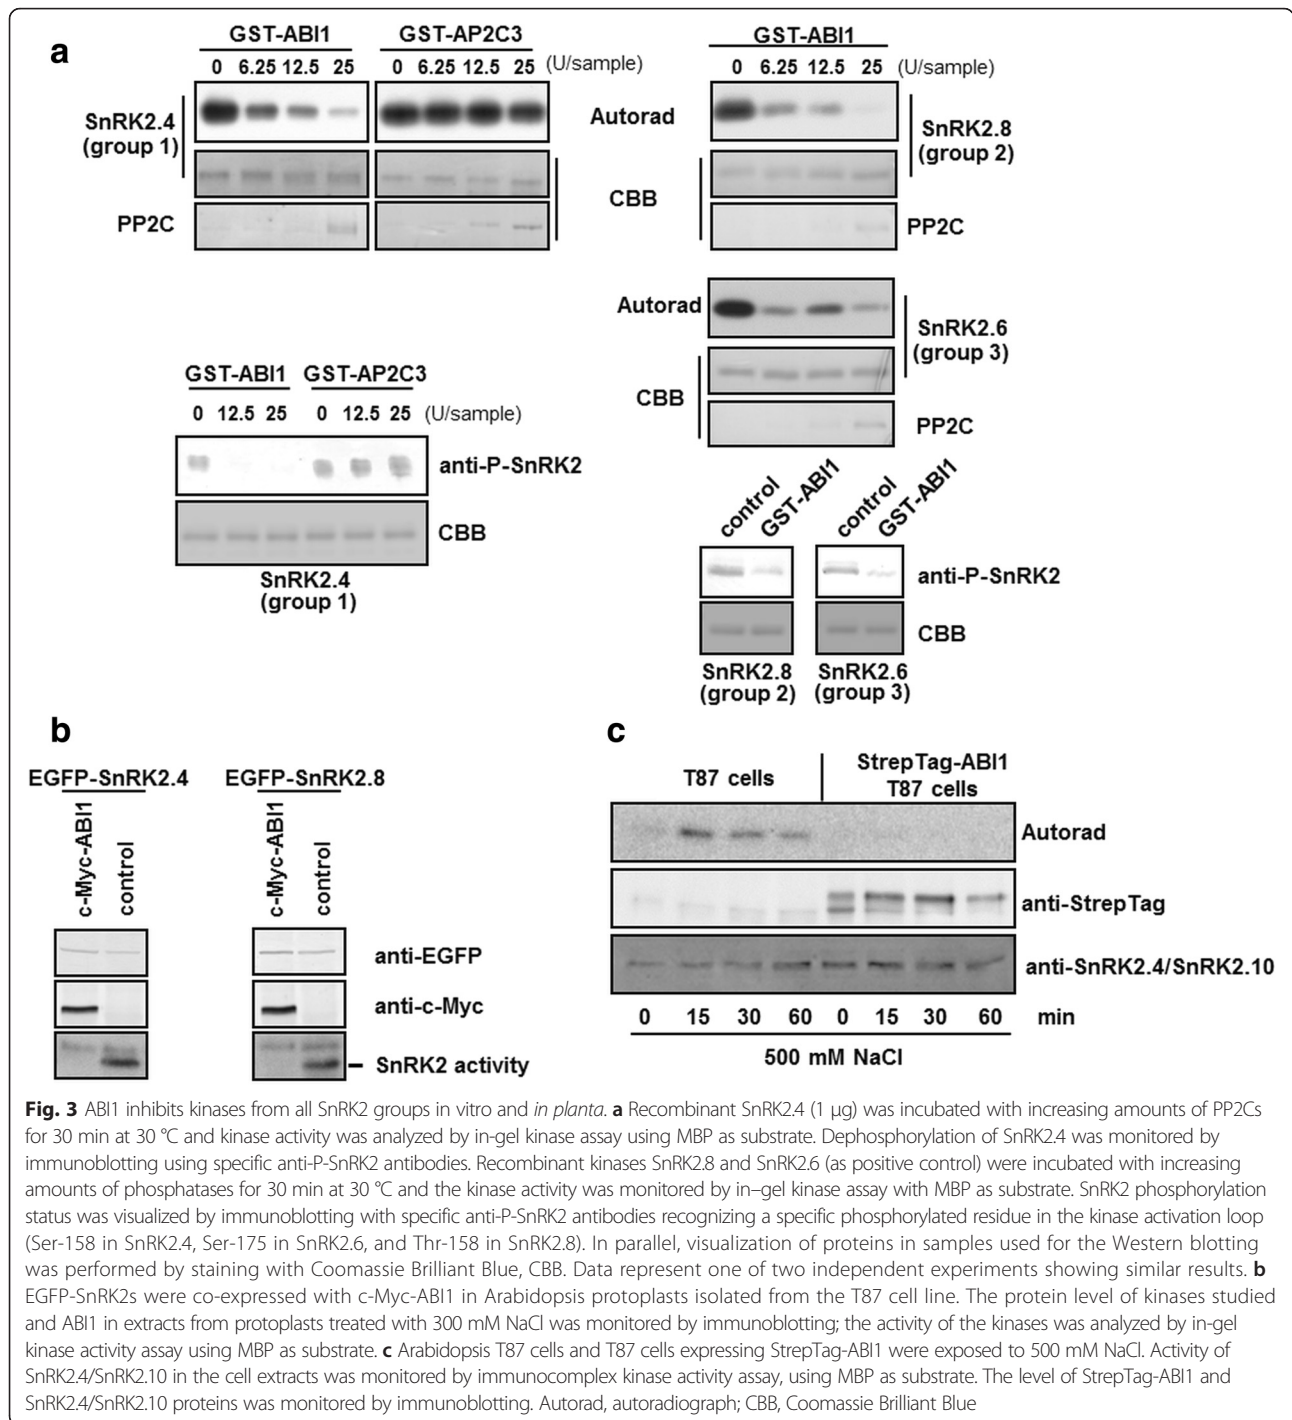 a
GST-ABI1 GST-AP2C3 GST-ABI1
0 6.25 12.5 25 0 6.25 12.5 25 (U/sample) 0 6.25 12.5 25 (U/sample)
SnRK2.4
(group 1)
Autorad
SnRK2.8
(group 2)
CBB
PP2C
PP2C
Autorad
SnRK2.6
(group 3)
CBB
PP2C
GST-ABI1 GST-AP2C3
0 12.5 25 0 12.5 25 (U/sample)
anti-P-SnRK2
CBB
SnRK2.4
(group 1)
control GST-ABI1 control GST-ABI1
anti-P-SnRK2
CBB
SnRK2.8 SnRK2.6
(group 2) (group 3)
b
EGFP-SnRK2.4 EGFP-SnRK2.8
c-Myc-ABI1 control c-Myc-ABI1 control
anti-EGFP
anti-c-Myc
SnRK2 activity
c
T87 cells StrepTag-ABI1
T87 cells
Autorad
anti-StrepTag
anti-SnRK2.4/SnRK2.10
0 15 30 60 0 15 30 60 min
500 mM NaCl
Fig. 3 ABI1 inhibits kinases from all SnRK2 groups in vitro and in planta. a Recombinant SnRK2.4 (1 μg) was incubated with increasing amounts of PP2Cs
for 30 min at 30 °C and kinase activity was analyzed by in-gel kinase assay using MBP as substrate. Dephosphorylation of SnRK2.4 was monitored by
immunoblotting using specific anti-P-SnRK2 antibodies. Recombinant kinases SnRK2.8 and SnRK2.6 (as positive control) were incubated with increasing
amounts of phosphatases for 30 min at 30 °C and the kinase activity was monitored by in–gel kinase assay with MBP as substrate. SnRK2 phosphorylation
status was visualized by immunoblotting with specific anti-P-SnRK2 antibodies recognizing a specific phosphorylated residue in the kinase activation loop
(Ser-158 in SnRK2.4, Ser-175 in SnRK2.6, and Thr-158 in SnRK2.8). In parallel, visualization of proteins in samples used for the Western blotting
was performed by staining with Coomassie Brilliant Blue, CBB. Data represent one of two independent experiments showing similar results. b
EGFP-SnRK2s were co-expressed with c-Myc-ABI1 in Arabidopsis protoplasts isolated from the T87 cell line. The protein level of kinases studied
and ABI1 in extracts from protoplasts treated with 300 mM NaCl was monitored by immunoblotting; the activity of the kinases was analyzed by in-gel
kinase activity assay using MBP as substrate. c Arabidopsis T87 cells and T87 cells expressing StrepTag-ABI1 were exposed to 500 mM NaCl. Activity of
SnRK2.4/SnRK2.10 in the cell extracts was monitored by immunocomplex kinase activity assay, using MBP as substrate. The level of StrepTag-ABI1 and
SnRK2.4/SnRK2.10 proteins was monitored by immunoblotting. Autorad, autoradiograph; CBB, Coomassie Brilliant Blue